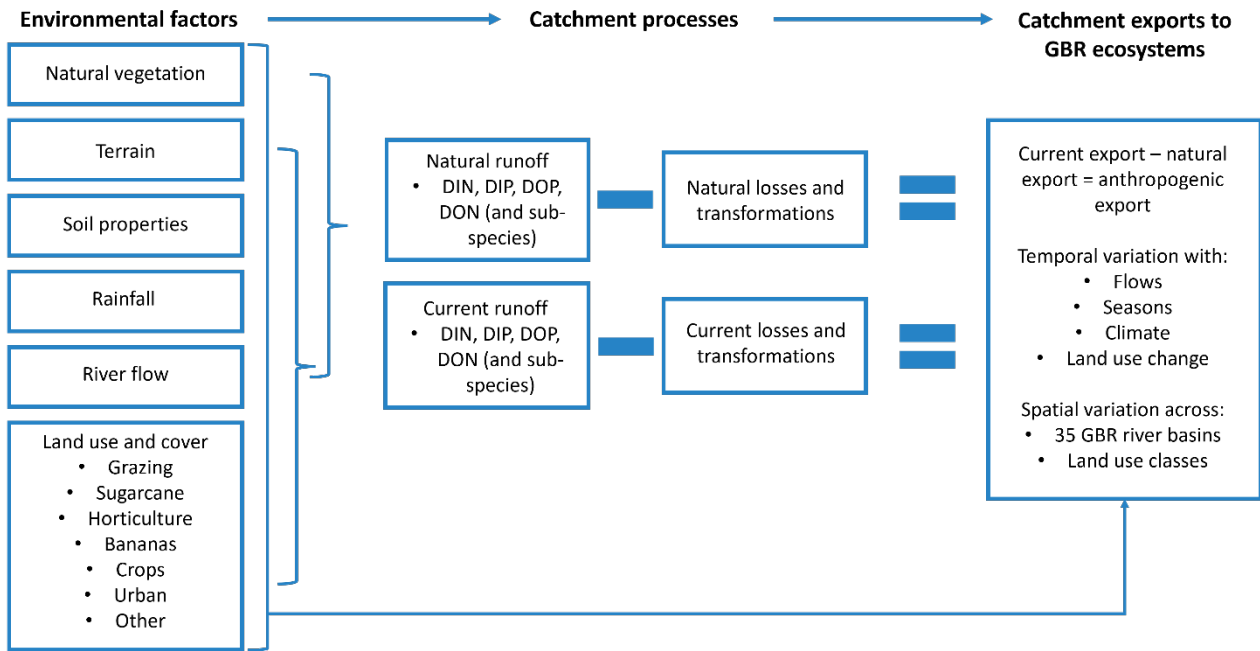 Environmental factors
Catchment processes
Catchment exports to
GBR ecosystems
Natural vegetation
Terrain
Soil properties
Rainfall
River flow
Land use and cover
• Grazing
• Sugarcane
• Horticulture
• Bananas
• Crops
• Urban
• Other
Natural runoff
• DIN, DIP, DOP,
DON (and sub-
species)
Natural losses and
transformations
Current runoff
• DIN, DIP, DOP,
DON (and sub-
species)
Current losses and
transformations
Current export – natural
export = anthropogenic
export
Temporal variation with:
• Flows
• Seasons
• Climate
• Land use change
Spatial variation across:
• 35 GBR river basins
• Land use classes